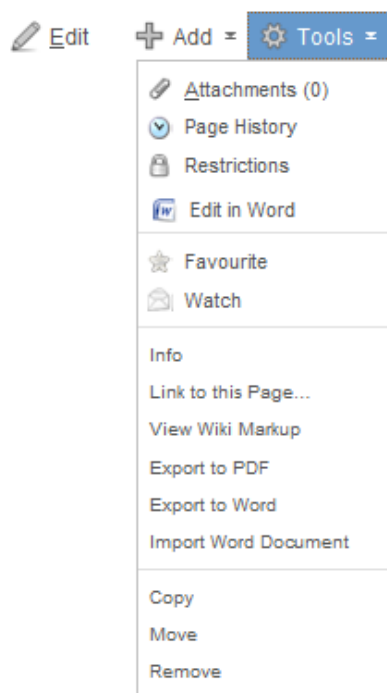 Edit Add Tools
Attachments (0)
Page History
Restrictions
Edit in Word
Favourite
Watch
Info
Link to this Page...
View Wiki Markup
Export to PDF
Export to Word
Import Word Document
Copy
Move
Remove